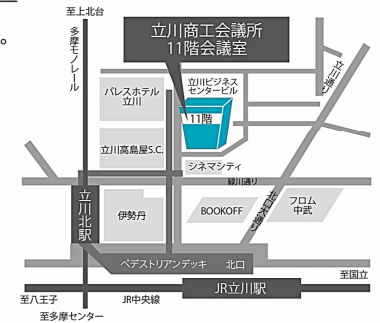 。
至上北台
多摩モノレール
立川商工会議所
11階会議室
パレスホテル
立川
立川ビジネス
センタービル
11階
立川通り
立川高島屋S.C.
シネマシティ
緑川通り
立川北駅
伊勢丹
BOOKOFF
北口大通り
フロム
中武
ペデストリアンデッキ
北口
至国立
至八王子
JR中央線
JR立川駅
至多摩センター